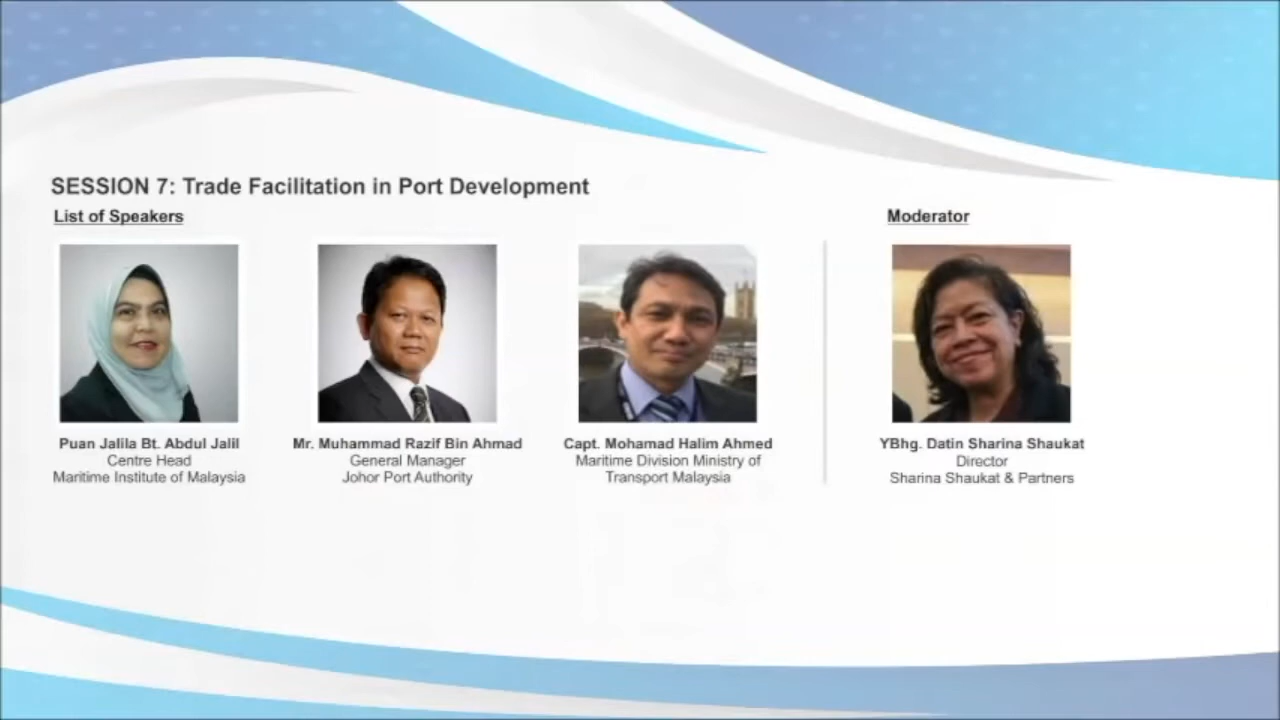 SESSION 7: Trade Facilitation in Port Development
List of Speakers
Moderator
Puan Jalila Bt. Abdul Jalil
Centre Head
Maritime Institute of Malaysia
Mr. Muhammad Razif Bin Ahmad
General Manager
Johor Port Authority
Capt. Mohamad Halim Ahmed
Maritime Division Ministry of
Transport Malaysia
YBhg. Datin Sharina Shaukat
Director
Sharina Shaukat & Partners